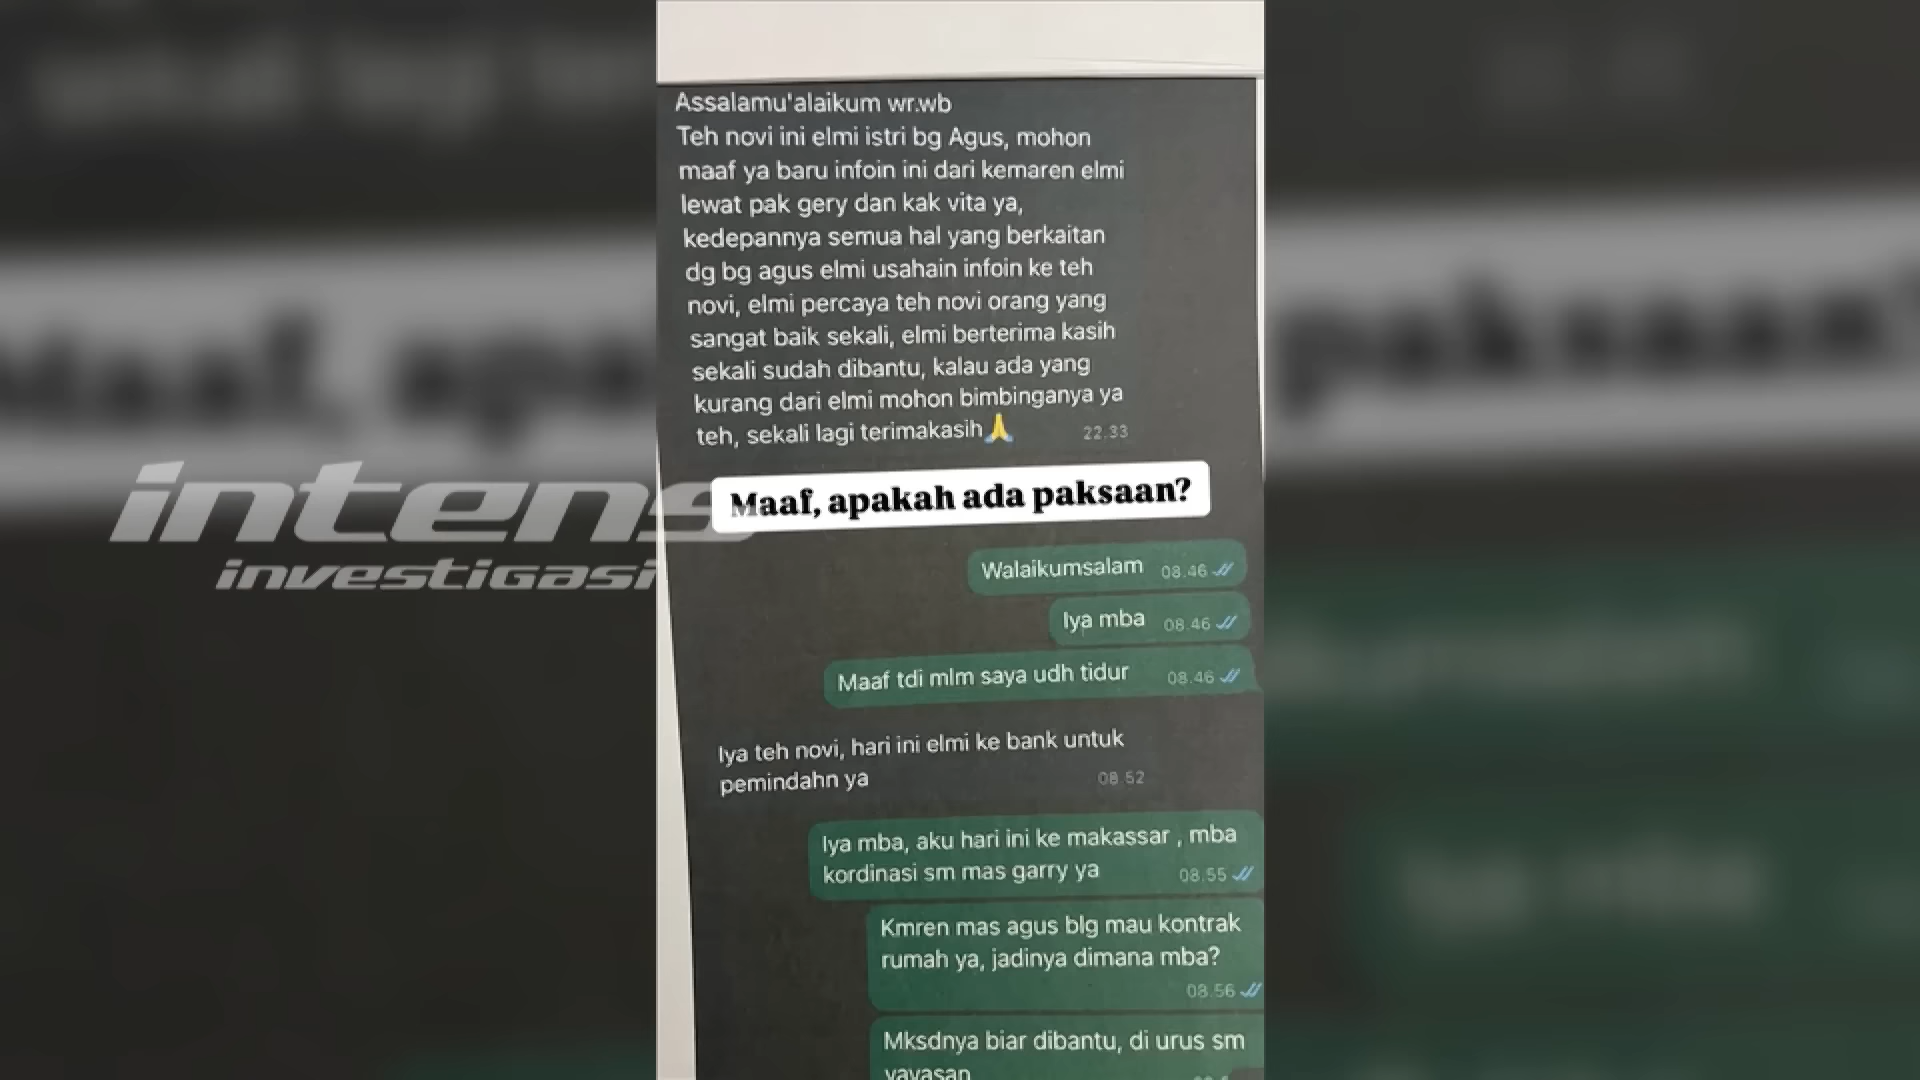 Assalamu'alaikum wr.wb
Teh novi ini elmi istri bg Agus, mohon
maaf ya baru infoin ini dari kemaren elmi
lewat pak gery dan kak vita ya,
kedepannya semua hal yang berkaitan
dg bg agus elmi usahain infoin ke teh
novi, elmi percaya teh novi orang yang
sangat baik sekali, elmi berterima kasih
sekali sudah dibantu, kalau ada yang
kurang dari elmi mohon bimbinganya ya
teh, sekali lagi terimakasih🙏 22.33
intens
investigasi
Maaf, apakah ada paksaan?
Walaikumsalam 08.46
Iya mba 08.46
Maaf tdi mlm saya udh tidur 08.46
Iya teh novi, hari ini elmi ke bank untuk
pemindahn ya 08.52
Iya mba, aku hari ini ke makassar , mba
kordinasi sm mas garry ya 08.55
Kmren mas agus blg mau kontrak
rumah ya, jadinya dimana mba?
08.56
Mksdnya biar dibantu, di urus sm
yayasan